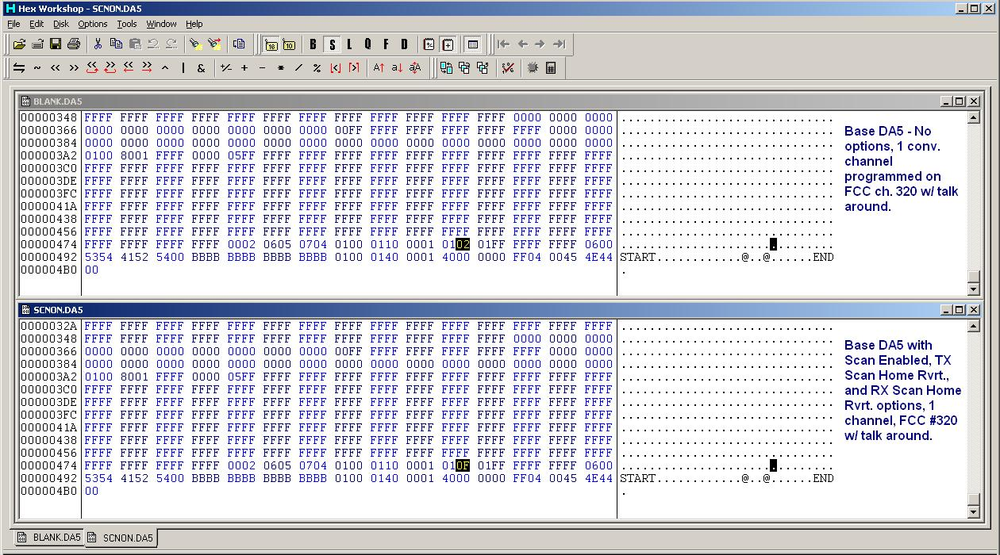 Hex Workshop - SCNON.DA5
File Edit Disk Options Tools Window Help
16 10 B S L Q F D
BLANK.DA5
00000348 FFFF FFFF FFFF FFFF FFFF FFFF FFFF FFFF FFFF FFFF FFFF FFFF 0000 0000 0000 ..............................
00000366 0000 0000 0000 0000 0000 0000 0000 00FF FFFF FFFF FFFF FFFF 0000 0000 0000 ..............................
00000384 0000 0000 0000 0000 0000 0000 0000 0000 0000 0000 0000 0000 0000 0000 0000 ..............................
000003A2 0100 8001 FFFF 0000 05FF FFFF FFFF FFFF FFFF FFFF FFFF FFFF FFFF FFFF FFFF ..............................
000003C0 FFFF FFFF FFFF FFFF FFFF FFFF FFFF FFFF FFFF FFFF FFFF FFFF FFFF FFFF FFFF ..............................
000003DE FFFF FFFF FFFF FFFF FFFF FFFF FFFF FFFF FFFF FFFF FFFF FFFF FFFF FFFF FFFF ..............................
000003FC FFFF FFFF FFFF FFFF FFFF FFFF FFFF FFFF FFFF FFFF FFFF FFFF FFFF FFFF FFFF ..............................
0000041A FFFF FFFF FFFF FFFF FFFF FFFF FFFF FFFF FFFF FFFF FFFF FFFF FFFF FFFF FFFF ..............................
00000438 FFFF FFFF FFFF FFFF FFFF FFFF FFFF FFFF FFFF FFFF FFFF FFFF FFFF FFFF FFFF ..............................
00000456 FFFF FFFF FFFF FFFF FFFF FFFF FFFF FFFF FFFF FFFF FFFF FFFF FFFF FFFF FFFF ..............................
00000474 FFFF FFFF FFFF FFFF 0002 0605 0704 0100 0110 0001 0102 01FF FFFF FFFF 0600 ..............................
00000492 5354 4152 5400 BBBB BBBB BBBB BBBB 0100 0140 0001 4000 0000 FF04 0045 4E44 START............@..@......END
000004B0 00 .
Base DA5 - No
options, 1 conv.
channel
programmed on
FCC ch. 320 w/ talk
around.
SCNON.DA5
0000032A FFFF FFFF FFFF FFFF FFFF FFFF FFFF FFFF FFFF FFFF FFFF FFFF FFFF FFFF FFFF ..............................
00000348 FFFF FFFF FFFF FFFF FFFF FFFF FFFF FFFF FFFF FFFF FFFF FFFF 0000 0000 0000 ..............................
00000366 0000 0000 0000 0000 0000 0000 0000 00FF FFFF FFFF FFFF FFFF 0000 0000 0000 ..............................
00000384 0000 0000 0000 0000 0000 0000 0000 0000 0000 0000 0000 0000 0000 0000 0000 ..............................
000003A2 0100 8001 FFFF 0000 05FF FFFF FFFF FFFF FFFF FFFF FFFF FFFF FFFF FFFF FFFF ..............................
000003C0 FFFF FFFF FFFF FFFF FFFF FFFF FFFF FFFF FFFF FFFF FFFF FFFF FFFF FFFF FFFF ..............................
000003DE FFFF FFFF FFFF FFFF FFFF FFFF FFFF FFFF FFFF FFFF FFFF FFFF FFFF FFFF FFFF ..............................
000003FC FFFF FFFF FFFF FFFF FFFF FFFF FFFF FFFF FFFF FFFF FFFF FFFF FFFF FFFF FFFF ..............................
0000041A FFFF FFFF FFFF FFFF FFFF FFFF FFFF FFFF FFFF FFFF FFFF FFFF FFFF FFFF FFFF ..............................
00000438 FFFF FFFF FFFF FFFF FFFF FFFF FFFF FFFF FFFF FFFF FFFF FFFF FFFF FFFF FFFF ..............................
00000456 FFFF FFFF FFFF FFFF FFFF FFFF FFFF FFFF FFFF FFFF FFFF FFFF FFFF FFFF FFFF ..............................
00000474 FFFF FFFF FFFF FFFF 0002 0605 0704 0100 0110 0001 010F 01FF FFFF FFFF 0600 ..............................
00000492 5354 4152 5400 BBBB BBBB BBBB BBBB 0100 0140 0001 4000 0000 FF04 0045 4E44 START............@..@......END
000004B0 00 .
Base DA5 with
Scan Enabled, TX
Scan Home Rvrt.,
and RX Scan Home
Rvrt. options, 1
channel, FCC #320
w/ talk around.
BLANK.DA5 SCNON.DA5